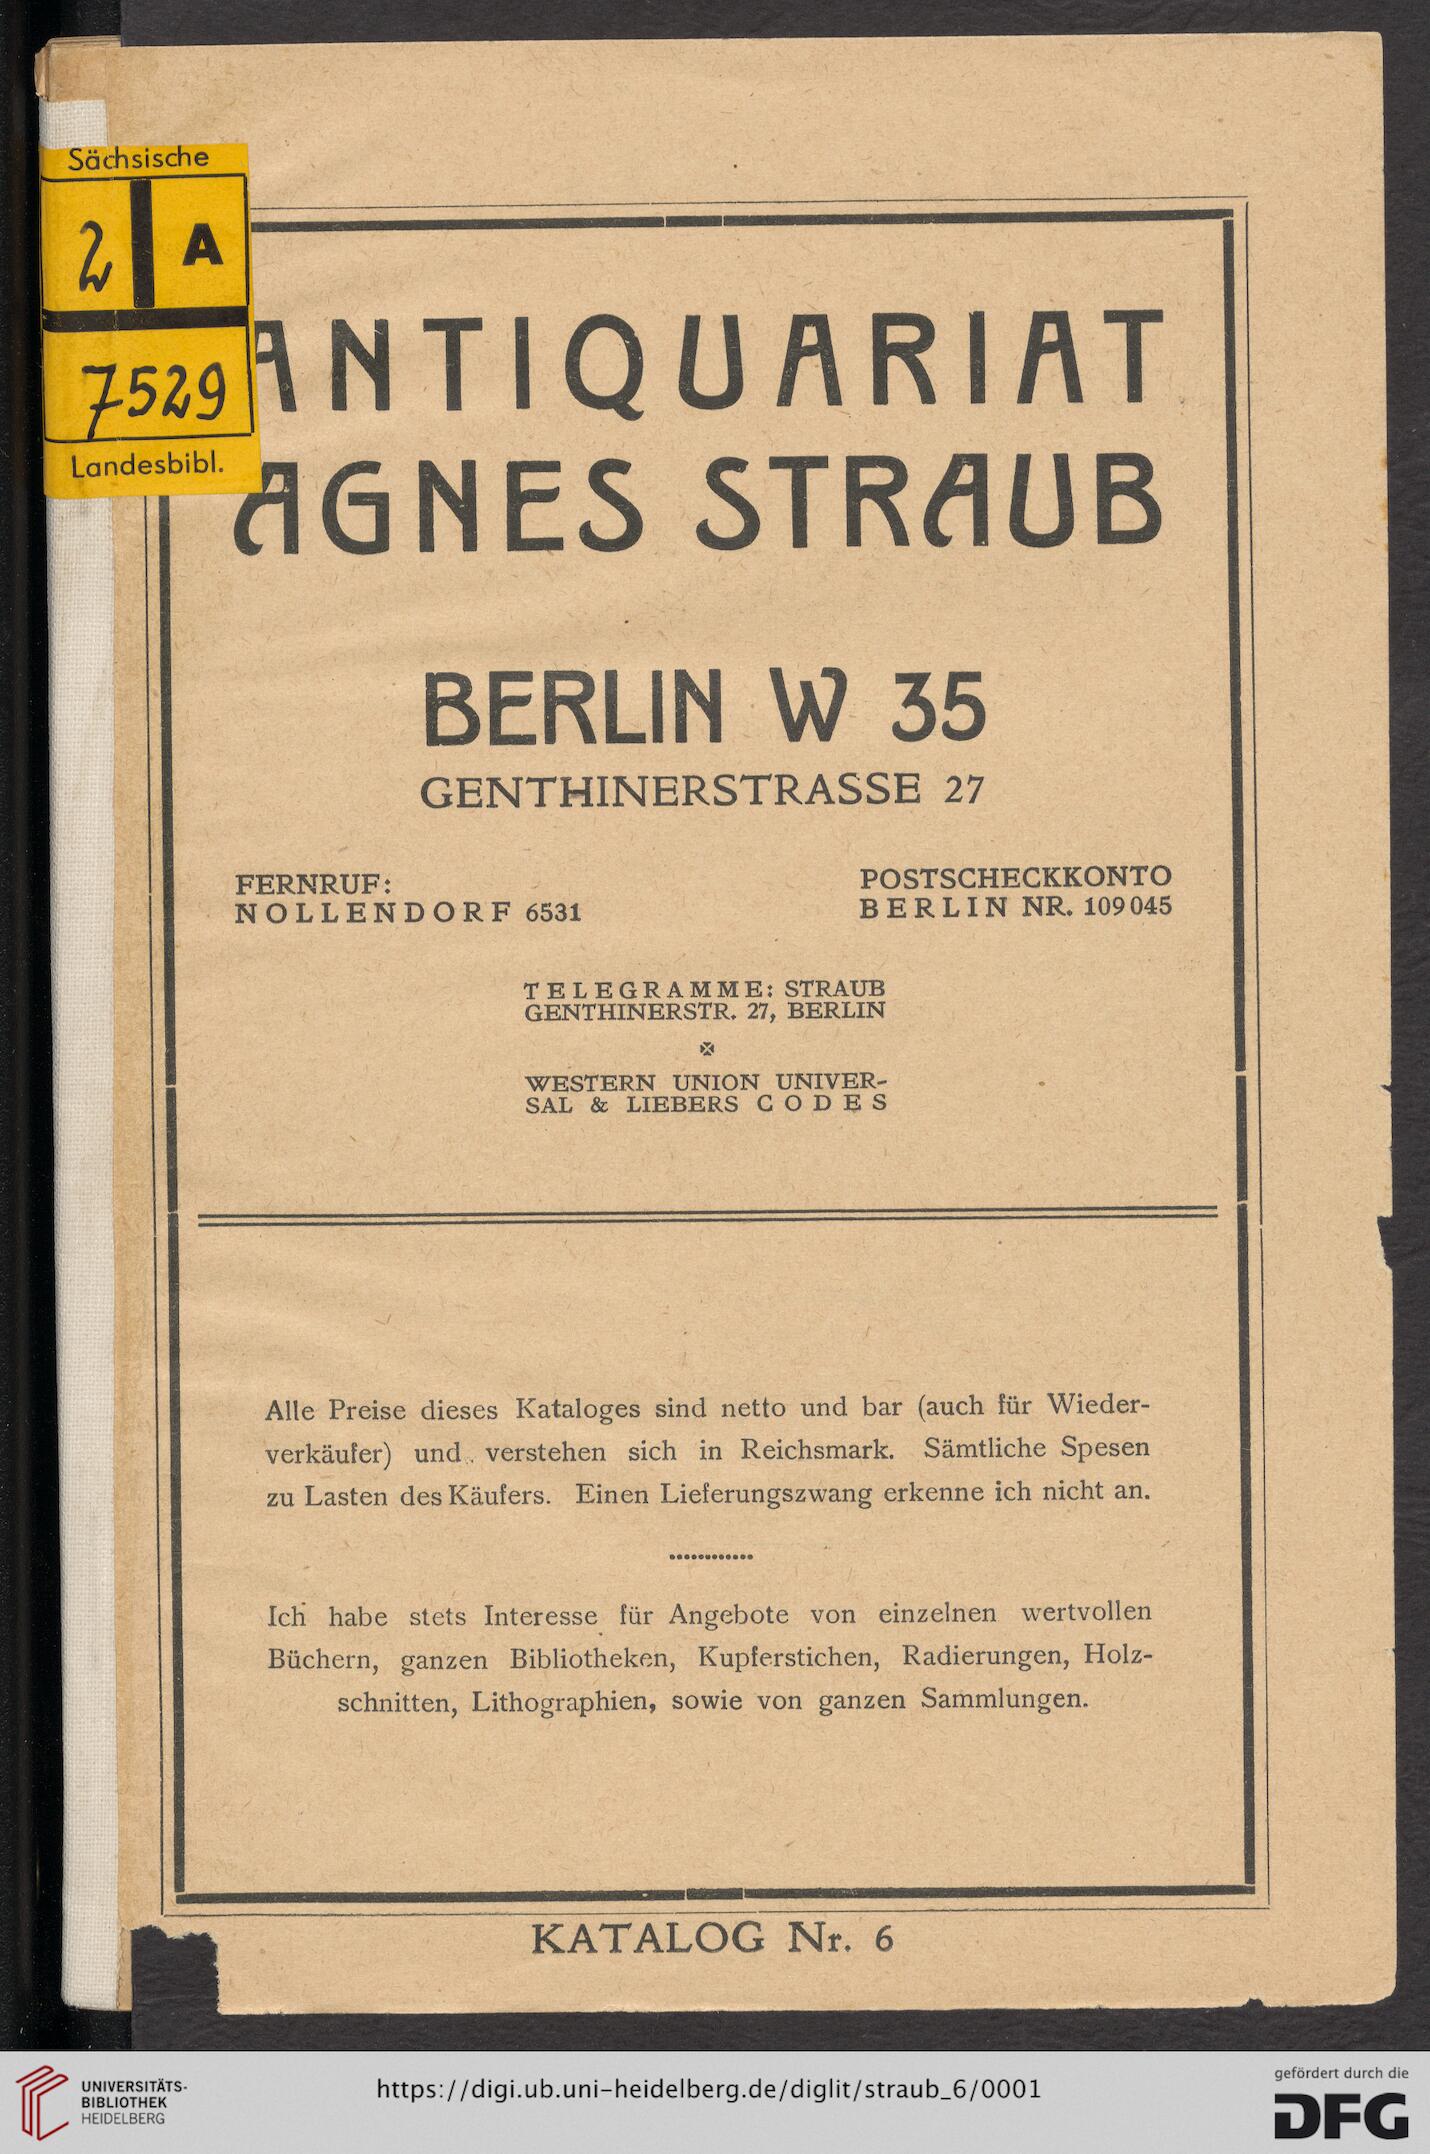 Sächsische
2 A
7529
Landesbibl.
ANTIQUARIAT
AGNES STRAUB
BERLIN W 35
GENTHINERSTRASSE 27
FERNRUF:
NOLLENDORF 6531
POSTSCHECKKONTO
BERLIN NR. 109045
TELEGRAMME: STRAUB
GENTHINERSTR. 27, BERLIN
WESTERN UNION UNIVER-
SAL & LIEBERS CODES
Alle Preise dieses Kataloges sind netto und bar (auch für Wieder-
verkäufer) und verstehen sich in Reichsmark. Sämtliche Spesen
zu Lasten des Käufers. Einen Lieferungszwang erkenne ich nicht an.
Ich habe stets Interesse für Angebote von einzelnen wertvollen
Büchern, ganzen Bibliotheken, Kupferstichen, Radierungen, Holz-
schnitten, Lithographien, sowie von ganzen Sammlungen.
KATALOG Nr. 6
UNIVERSITÄTS-
BIBLIOTHEK
HEIDELBERG
https://digi.ub.uni-heidelberg.de/diglit/straub_6/0001
gefördert durch die
DFG